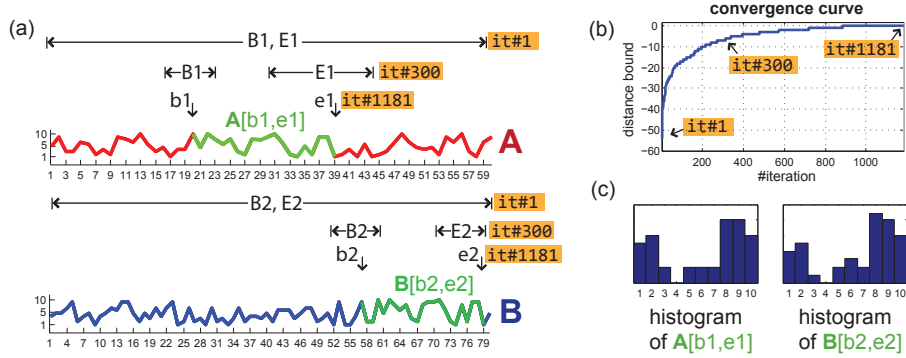 (a)
B1, E1 it#1
B1 E1 it#300
b1 e1 it#1181
A[b1,e1]
A
10
5
1
1 3 5 7 9 11 13 15 17 19 21 23 25 27 29 31 33 35 37 39 41 43 45 47 49 51 53 55 57 59
B2, E2 it#1
B2 E2 it#300
b2 e2 it#1181
B[b2,e2]
B
10
5
1
1 4 7 10 13 16 19 22 25 28 31 34 37 40 43 46 49 52 55 58 61 64 67 70 73 76 79
(b)
convergence curve
distance bound
0
−10
−20
−30
−40
−50
−60
it#1181
it#300
it#1
200 400 600 800 1000
#iteration
(c)
1 2 3 4 5 6 7 8 9 10
histogram
of A[b1,e1]
1 2 3 4 5 6 7 8 9 10
histogram
of B[b2,e2]